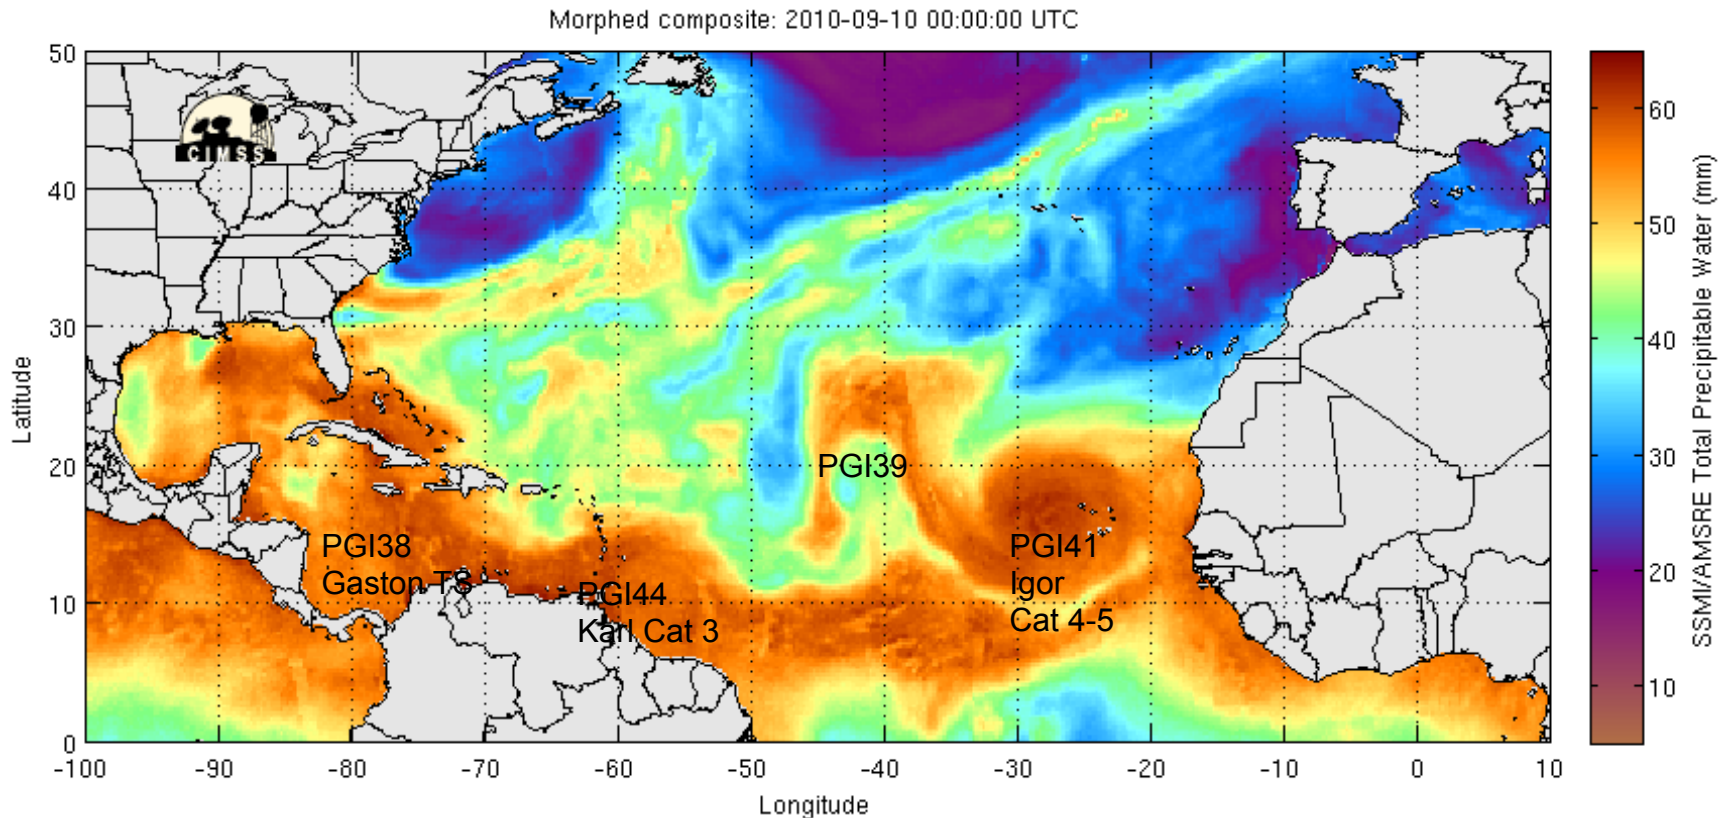 Morphed composite: 2010-09-10 00:00:00 UTC
50
40
30
20
10
0
Latitude
CIMSS
PGI39
PGI38
Gaston TS
PGI44
Karl Cat 3
PGI41
Igor
Cat 4-5
-100 -90 -80 -70 -60 -50 -40 -30 -20 -10 0 10
Longitude
60
50
40
30
20
10
SSMI/AMSRE Total Precipitable Water (mm)